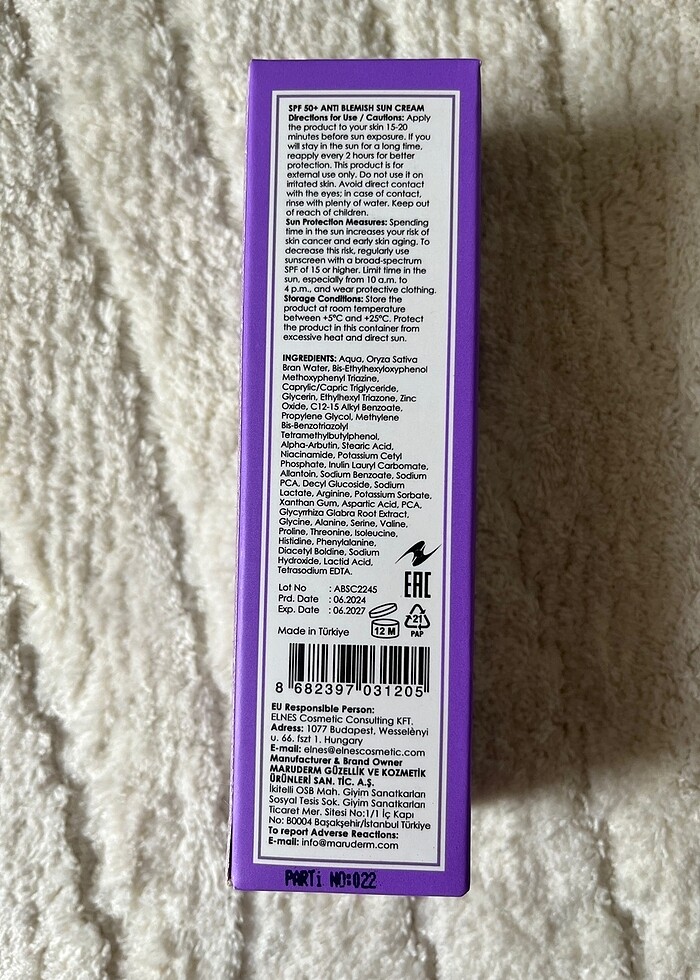 SPF 50+ ANTI BLEMISH SUN CREAM
Directions for Use / Cautions: Apply
the product to your skin 15-20
minutes before sun exposure. If you
will stay in the sun for a long time,
reapply every 2 hours for better
protection. This product is for
external use only. Do not use it on
irritated skin. Avoid direct contact
with the eyes; in case of contact,
rinse with plenty of water. Keep out
of reach of children.
Sun Protection Measures: Spending
time in the sun increases your risk of
skin cancer and early skin aging. To
decrease this risk, regularly use
sunscreen with a broad-spectrum
SPF of 15 or higher. Limit time in the
sun, especially from 10 a.m. to
4 p.m., and wear protective clothing.
Storage Conditions: Store the
product at room temperature
between +5°C and +25°C. Protect
the product in this container from
excessive heat and direct sun.
INGREDIENTS: Aqua, Oryza Sativa
Bran Water, Bis-Ethylhexyloxyphenol
Methoxyphenyl Triazine,
Caprylic/Capric Triglyceride,
Glycerin, Ethylhexyl Triazone, Zinc
Oxide, C12-15 Alkyl Benzoate,
Propylene Glycol, Methylene
Bis-Benzotriazolyl
Tetramethylbutylphenol,
Alpha-Arbutin, Stearic Acid,
Niacinamide, Potassium Cetyl
Phosphate, Inulin Lauryl Carbomate,
Allantoin, Sodium Benzoate, Sodium
PCA, Decyl Glucoside, Sodium
Lactate, Arginine, Potassium Sorbate,
Xanthan Gum, Aspartic Acid, PCA,
Glycyrrhiza Glabra Root Extract,
Glycine, Alanine, Serine, Valine,
Proline, Threonine, Isoleucine,
Histidine, Phenylalanine,
Diacetyl Boldine, Sodium
Hydroxide, Lactid Acid,
Tetrasodium EDTA.
EAC
Lot No : ABSC2245
Prd. Date : 06.2024
Exp. Date : 06.2027
12 M
21
PAP
Made in Türkiye
8 682397 031205
EU Responsible Person:
ELNES Cosmetic Consulting KFT.
Adress: 1077 Budapest, Wesselènyi
u. 66. fszt 1. Hungary
E-mail: elnes@elnescosmetic.com
Manufacturer & Brand Owner
MARUDERM GÜZELLİK VE KOZMETİK
ÜRÜNLERİ SAN. TİC. A.Ş.
İkitelli OSB Mah. Giyim Sanatkarları
Sosyal Tesis Sok. Giyim Sanatkarları
Ticaret Mer. Sitesi No:1/1 İç Kapı
No: B0004 Başakşehir/İstanbul Türkiye
To report Adverse Reactions:
E-mail: info@maruderm.com
PARTi NO:022